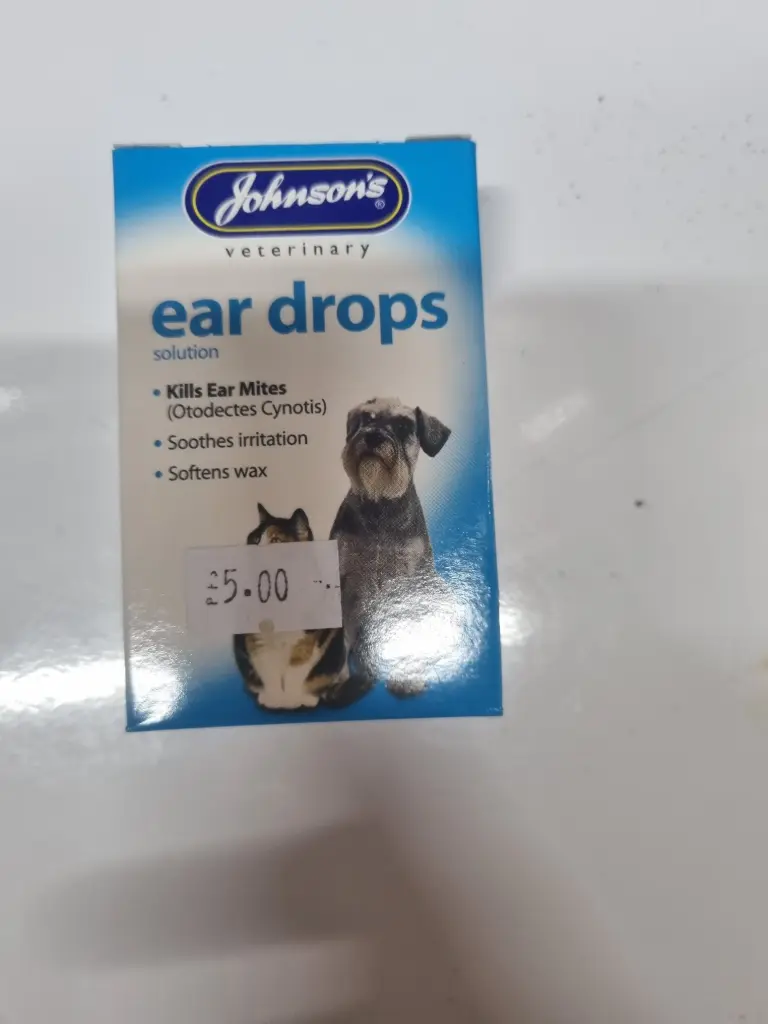 Johnson's®
veterinary
ear drops
solution
• Kills Ear Mites
(Otodectes Cynotis)
• Soothes irritation
• Softens wax
5.00